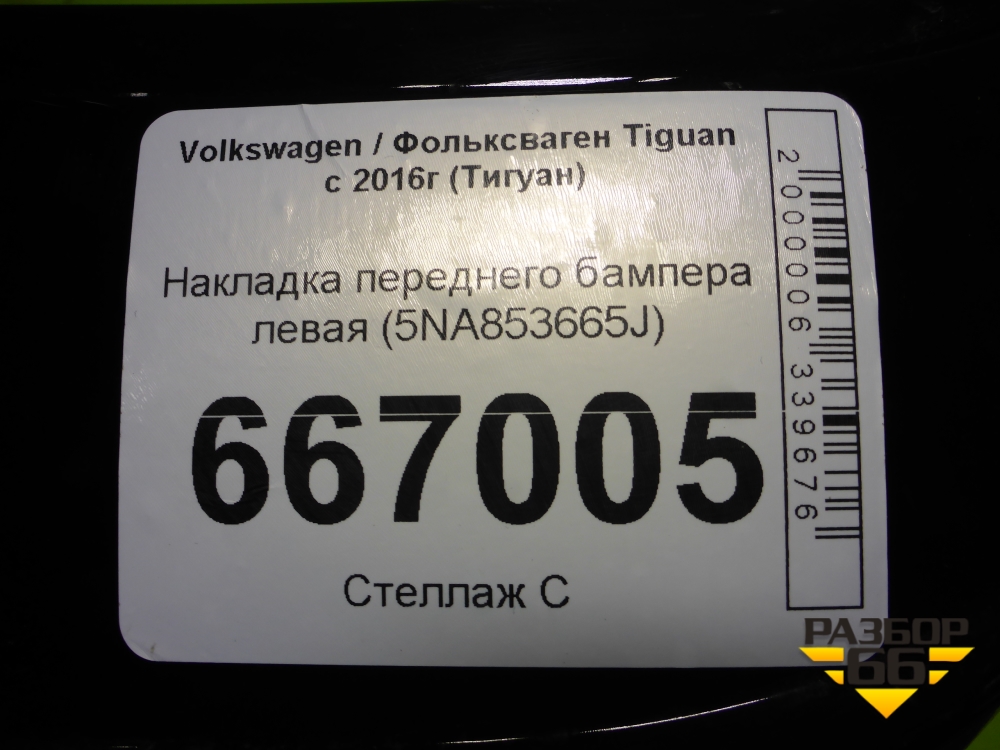 Volkswagen / Фольксваген Tiguan
с 2016г (Тигуан)
Накладка переднего бампера
левая (5NA853665J)
667005
Стеллаж С
2000006339676
РАЗБОР
66